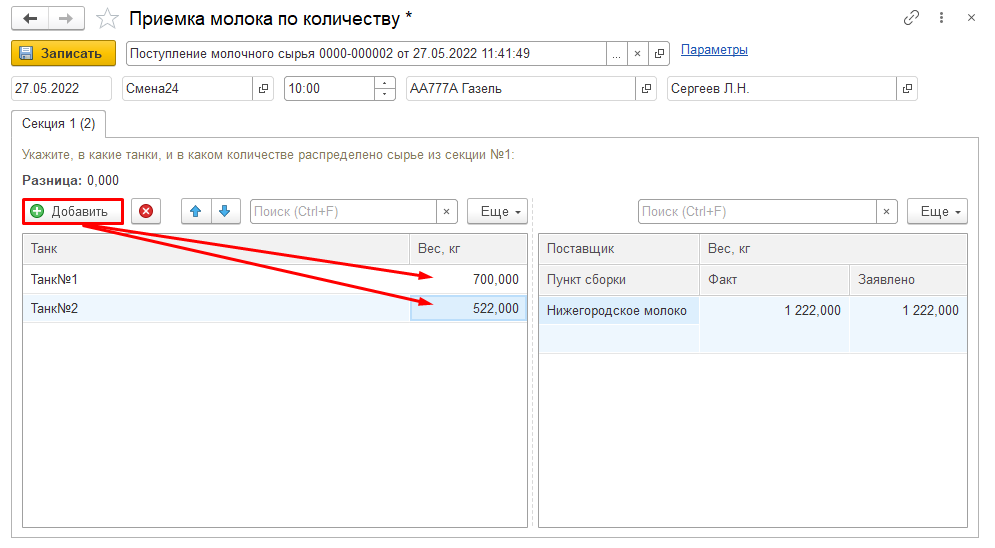 Приемка молока по количеству *
Записать
Поступление молочного сырья 0000-000002 от 27.05.2022 11:41:49
...
Параметры
27.05.2022
Смена24
10:00
АА777А Газель
Сергеев Л.Н.
Секция 1 (2)
Укажите, в какие танки, и в каком количестве распределено сырье из секции №1:
Разница: 0,000
Добавить
Поиск (Ctrl+F)
×
Еще
Поиск (Ctrl+F)
×
Еще
Танк Вес, кг
Танк№1 700,000
Танк№2 522,000
Поставщик Вес, кг
Пункт сборки Факт Заявлено
Нижегородское молоко 1 222,000 1 222,000